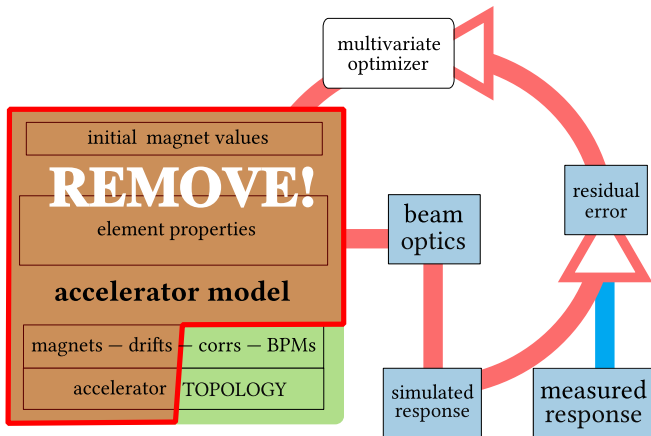 multivariate
optimizer
initial magnet values
REMOVE!
element properties
accelerator model
magnets — drifts — corrs — BPMs
accelerator TOPOLOGY
beam
optics
residual
error
simulated
response
measured
response